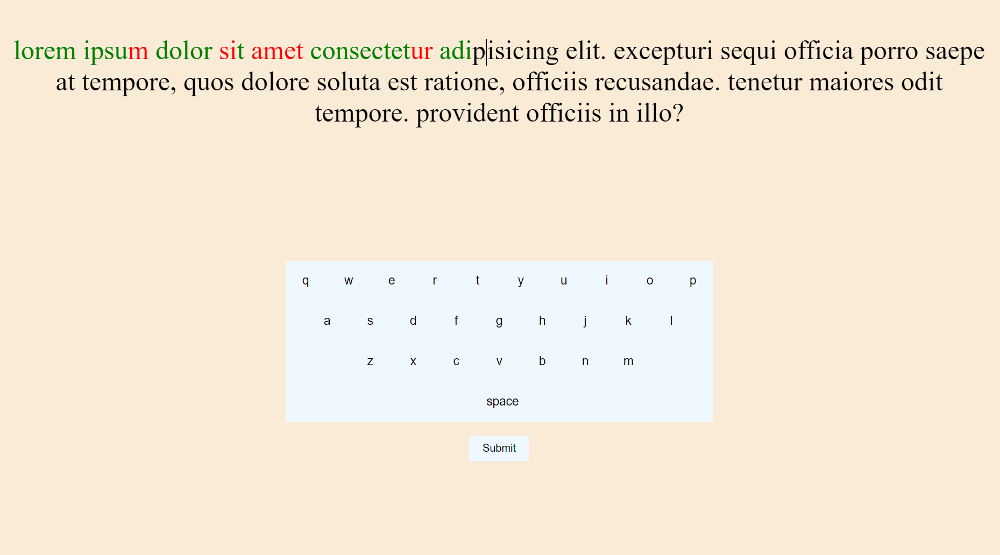 lorem ipsum dolor sit amet consectetur adipisicing elit. excepturi sequi officia porro saepe
at tempore, quos dolore soluta est ratione, officiis recusandae. tenetur maiores odit
tempore. provident officiis in illo?
q w e r t y u i o p
a s d f g h j k l
z x c v b n m
space
Submit